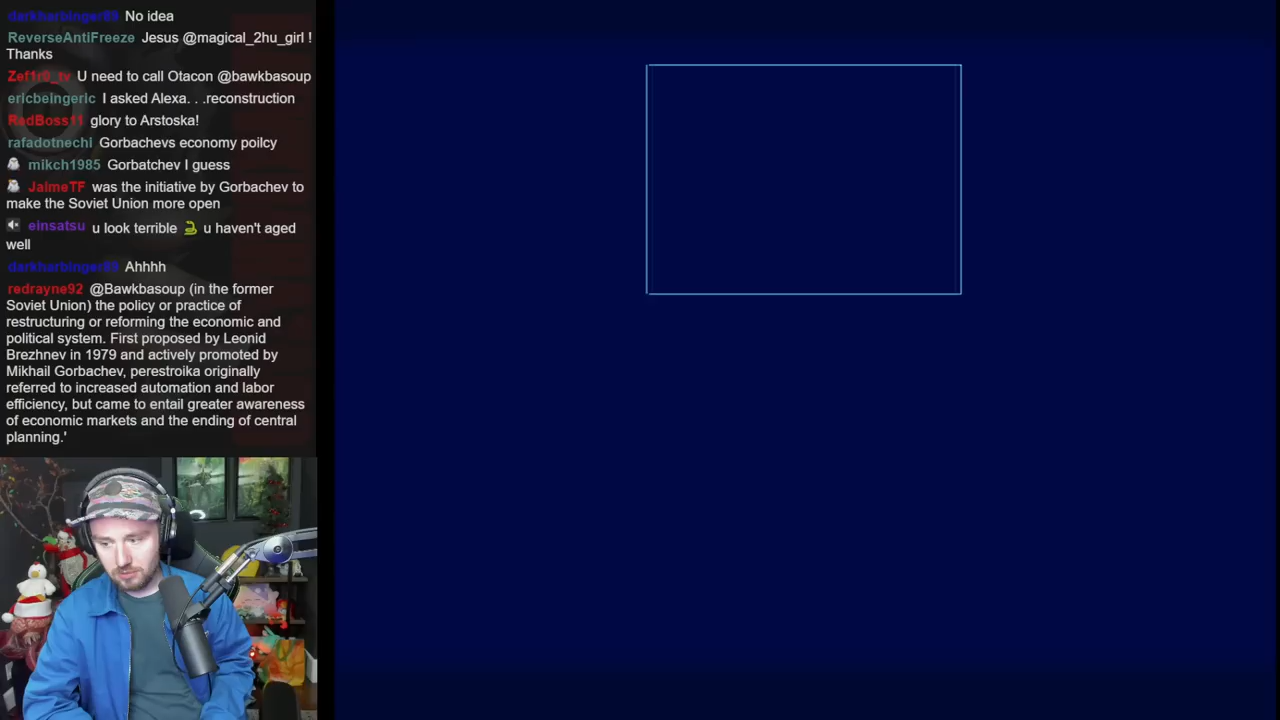 darkharbinger89 No idea
ReverseAntiFreeze Jesus @magical_2hu_girl !
Thanks
Zef1r0_tv U need to call Otacon @bawkbasoup
ericbeingeric I asked Alexa. . .reconstruction
RadBoss11 glory to Arstoska!
rafadotnechi Gorbachevs economy poilcy
mikch1985 Gorbatchev I guess
JaimeTF was the initiative by Gorbachev to
make the Soviet Union more open
einsatsu u look terrible u haven't aged
well
darkharbinger89 Ahhhh
redrayne92 @Bawkbasoup (in the former
Soviet Union) the policy or practice of
restructuring or reforming the economic and
political system. First proposed by Leonid
Brezhnev in 1979 and actively promoted by
Mikhail Gorbachev, perestroika originally
referred to increased automation and labor
efficiency, but came to entail greater awareness
of economic markets and the ending of central
planning.'